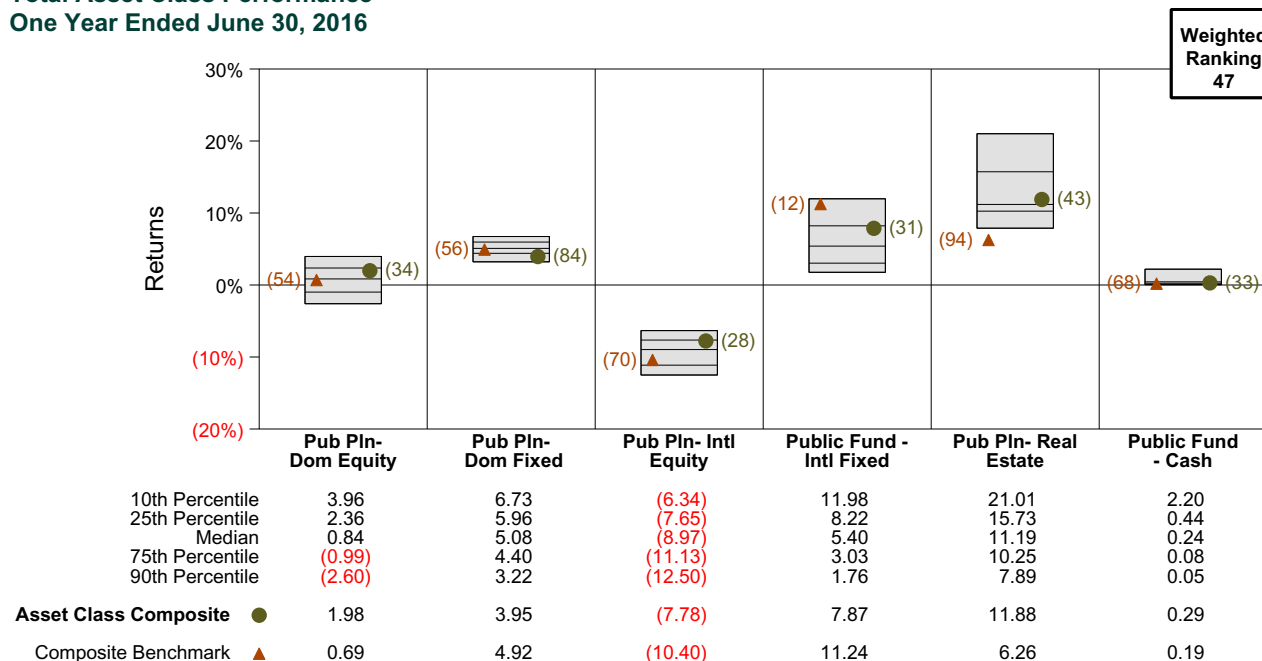 One Year Ended June 30, 2016
Weighted
Ranking
47
30%
20%
10%
0%
(10%)
(20%)
Returns
(54)
(34)
(56)
(84)
(70)
(28)
(12)
(31)
(94)
(43)
(68)
(33)
Pub Pln- Dom Equity
Pub Pln- Dom Fixed
Pub Pln- Intl Equity
Public Fund - Intl Fixed
Pub Pln- Real Estate
Public Fund - Cash
10th Percentile 3.96 6.73 (6.34) 11.98 21.01 2.20
25th Percentile 2.36 5.96 (7.65) 8.22 15.73 0.44
Median 0.84 5.08 (8.97) 5.40 11.19 0.24
75th Percentile (0.99) 4.40 (11.13) 3.03 10.25 0.08
90th Percentile (2.60) 3.22 (12.50) 1.76 7.89 0.05
Asset Class Composite 1.98 3.95 (7.78) 7.87 11.88 0.29
Composite Benchmark 0.69 4.92 (10.40) 11.24 6.26 0.19